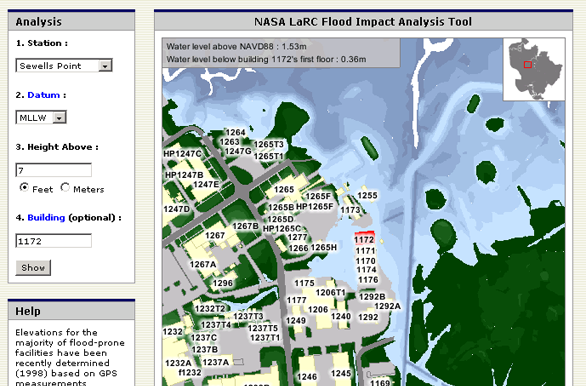 Analysis
1. Station :
Sewells Point
2. Datum :
MLLW
3. Height Above :
7
Feet Meters
4. Building (optional) :
1172
Show
Help
Elevations for the
majority of flood-prone
facilities have been
recently determined
(1998) based on GPS
measurements
NASA LaRC Flood Impact Analysis Tool
Water level above NAVD88 : 1.53m
Water level below building 1172's first floor : 0.36m
1264
1263
1247G
1265T3
1265T1
HP1247C
HP1247B
1247E
1247D
1265
1265F
HP1265F
1265B
1265D
HP1265C
1255
1173
1267B
1267
1277
1266
1265H
1267A
1296
1172
1171
1170
1174
1176
1175
1177
1206T1
1206
1240
1249
1292B
1292A
1292
1232T2
1237T3
1237T4
1237T5
1237T1
1232
1237C
1237B
1237A
1232A
f1232
1246
1245
1169